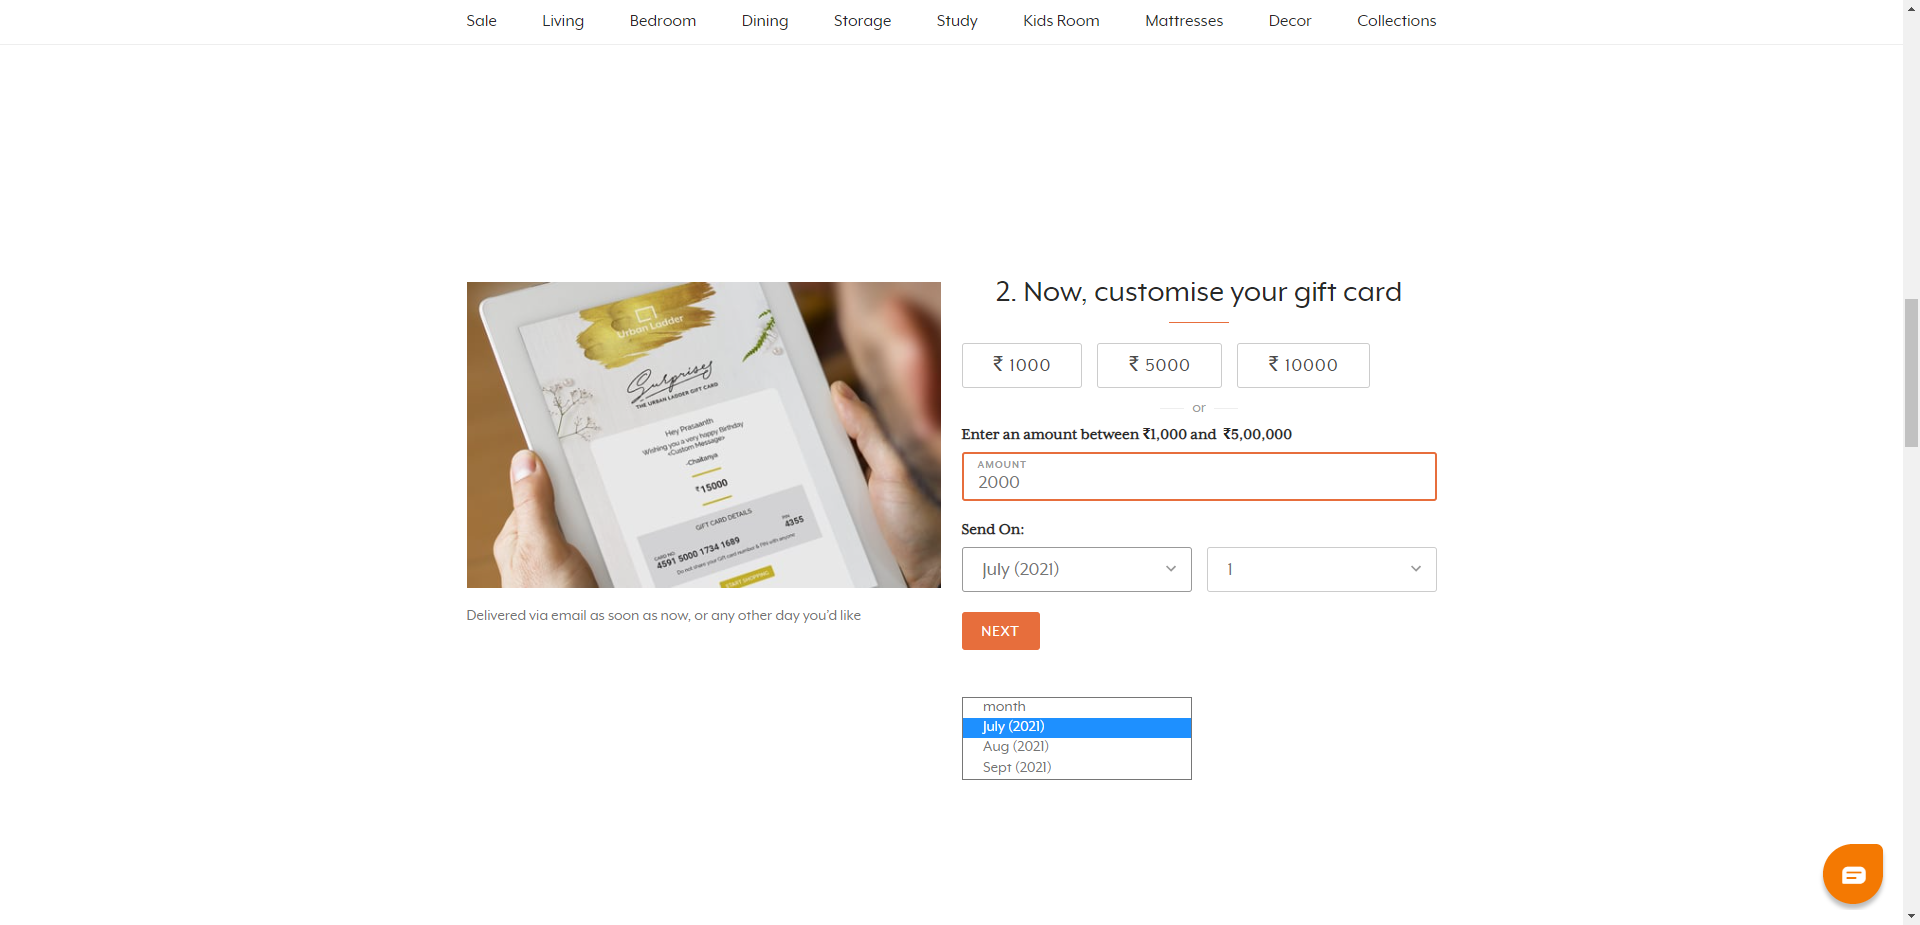 Sale Living Bedroom Dining Storage Study Kids Room Mattresses Decor Collections
Urban Ladder
Surprise
THE URBAN LADDER GIFT CARD
Hey Prasaanth
Wishing you a very happy Birthday
<Custom Message>
-Chaitanya
₹15000
GIFT CARD DETAILS
CARD NO. PIN
4591 5000 1734 1689 4355
Do not share your Gift card number & PIN with anyone
START SHOPPING
Delivered via email as soon as now, or any other day you'd like
2. Now, customise your gift card
₹ 1000 ₹ 5000 ₹ 10000
or
Enter an amount between ₹1,000 and ₹5,00,000
AMOUNT
2000
Send On:
July (2021) 1
NEXT
month
July (2021)
Aug (2021)
Sept (2021)